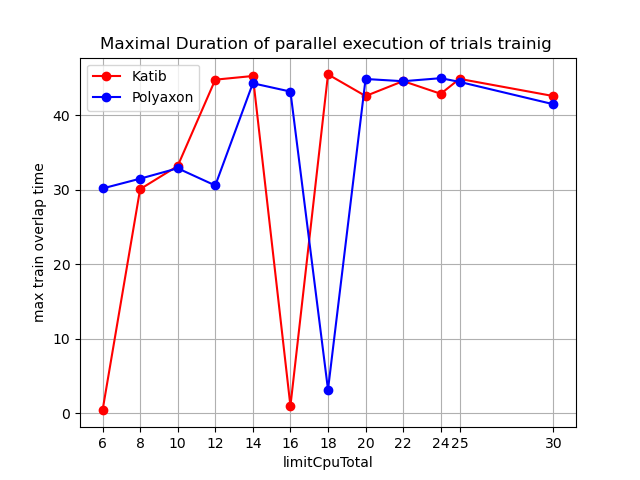 Maximal Duration of parallel execution of trials trainig
Katib
Polyaxon
max train overlap time
40
30
20
10
0
6 8 10 12 14 16 18 20 22 24 25 30
limitCpuTotal